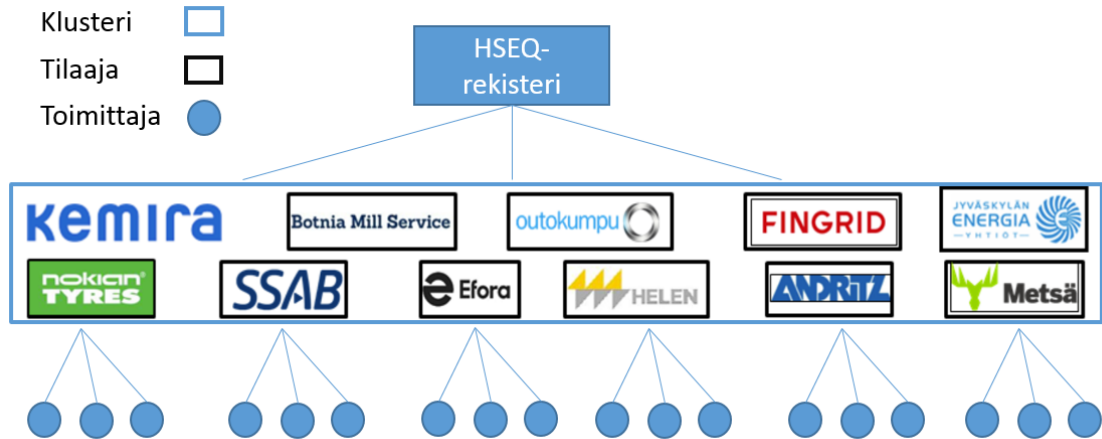 Klusteri
Tilaaja
Toimittaja
HSEQ-
rekisteri
Kemira
Botnia Mill Service
outokumpu
FINGRID
JYVÄSKYLÄN
ENERGIA
YHTIÖT
nokian®
TYRES
SSAB
Efora
HELEN
ANDRITZ
Metsä